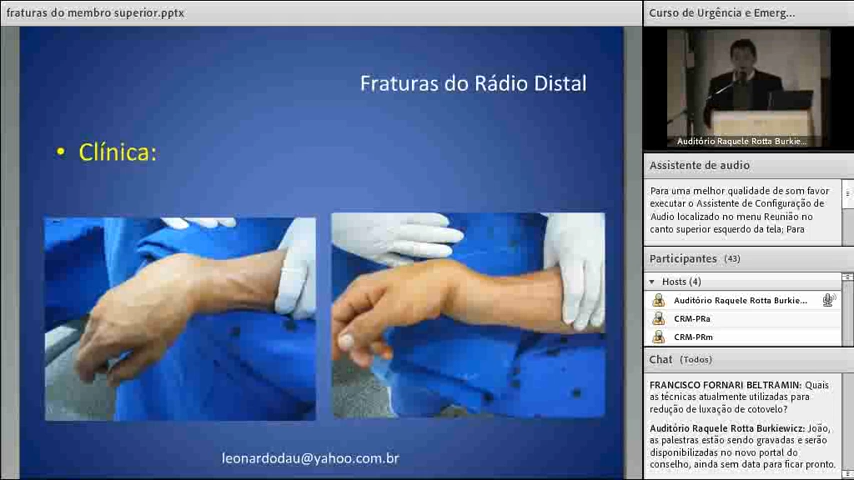 fraturas do membro superior.pptx
Fraturas do Rádio Distal
• Clínica:
leonardodau@yahoo.com.br
Curso de Urgência e Emerg...
Auditório Raquele Rotta Burkie...
Assistente de audio
Para uma melhor qualidade de som favor
executar o Assistente de Configuração de
Audio localizado no menu Reunião no
canto superior esquerdo da tela; Para
Participantes (43)
Hosts (4)
Auditório Raquele Rotta Burkie...
CRM-PRa
CRM-PRm
Chat (Todos)
FRANCISCO FORNARI BELTRAMIN: Quais
as técnicas atualmente utilizadas para
redução de luxação de cotovelo?
Auditório Raquele Rotta Burkiewicz: João,
as palestras estão sendo gravadas e serão
disponibilizadas no novo portal do
conselho, ainda sem data para ficar pronto.